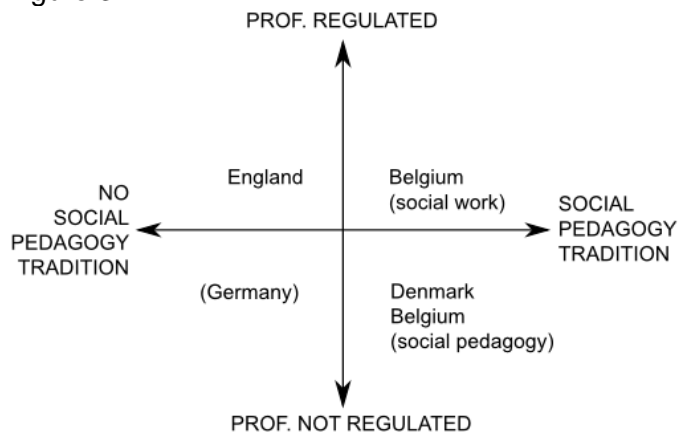 PROF. REGULATED
England
Belgium
(social work)
NO
SOCIAL
PEDAGOGY
TRADITION
SOCIAL
PEDAGOGY
TRADITION
(Germany)
Denmark
Belgium
(social pedagogy)
PROF. NOT REGULATED